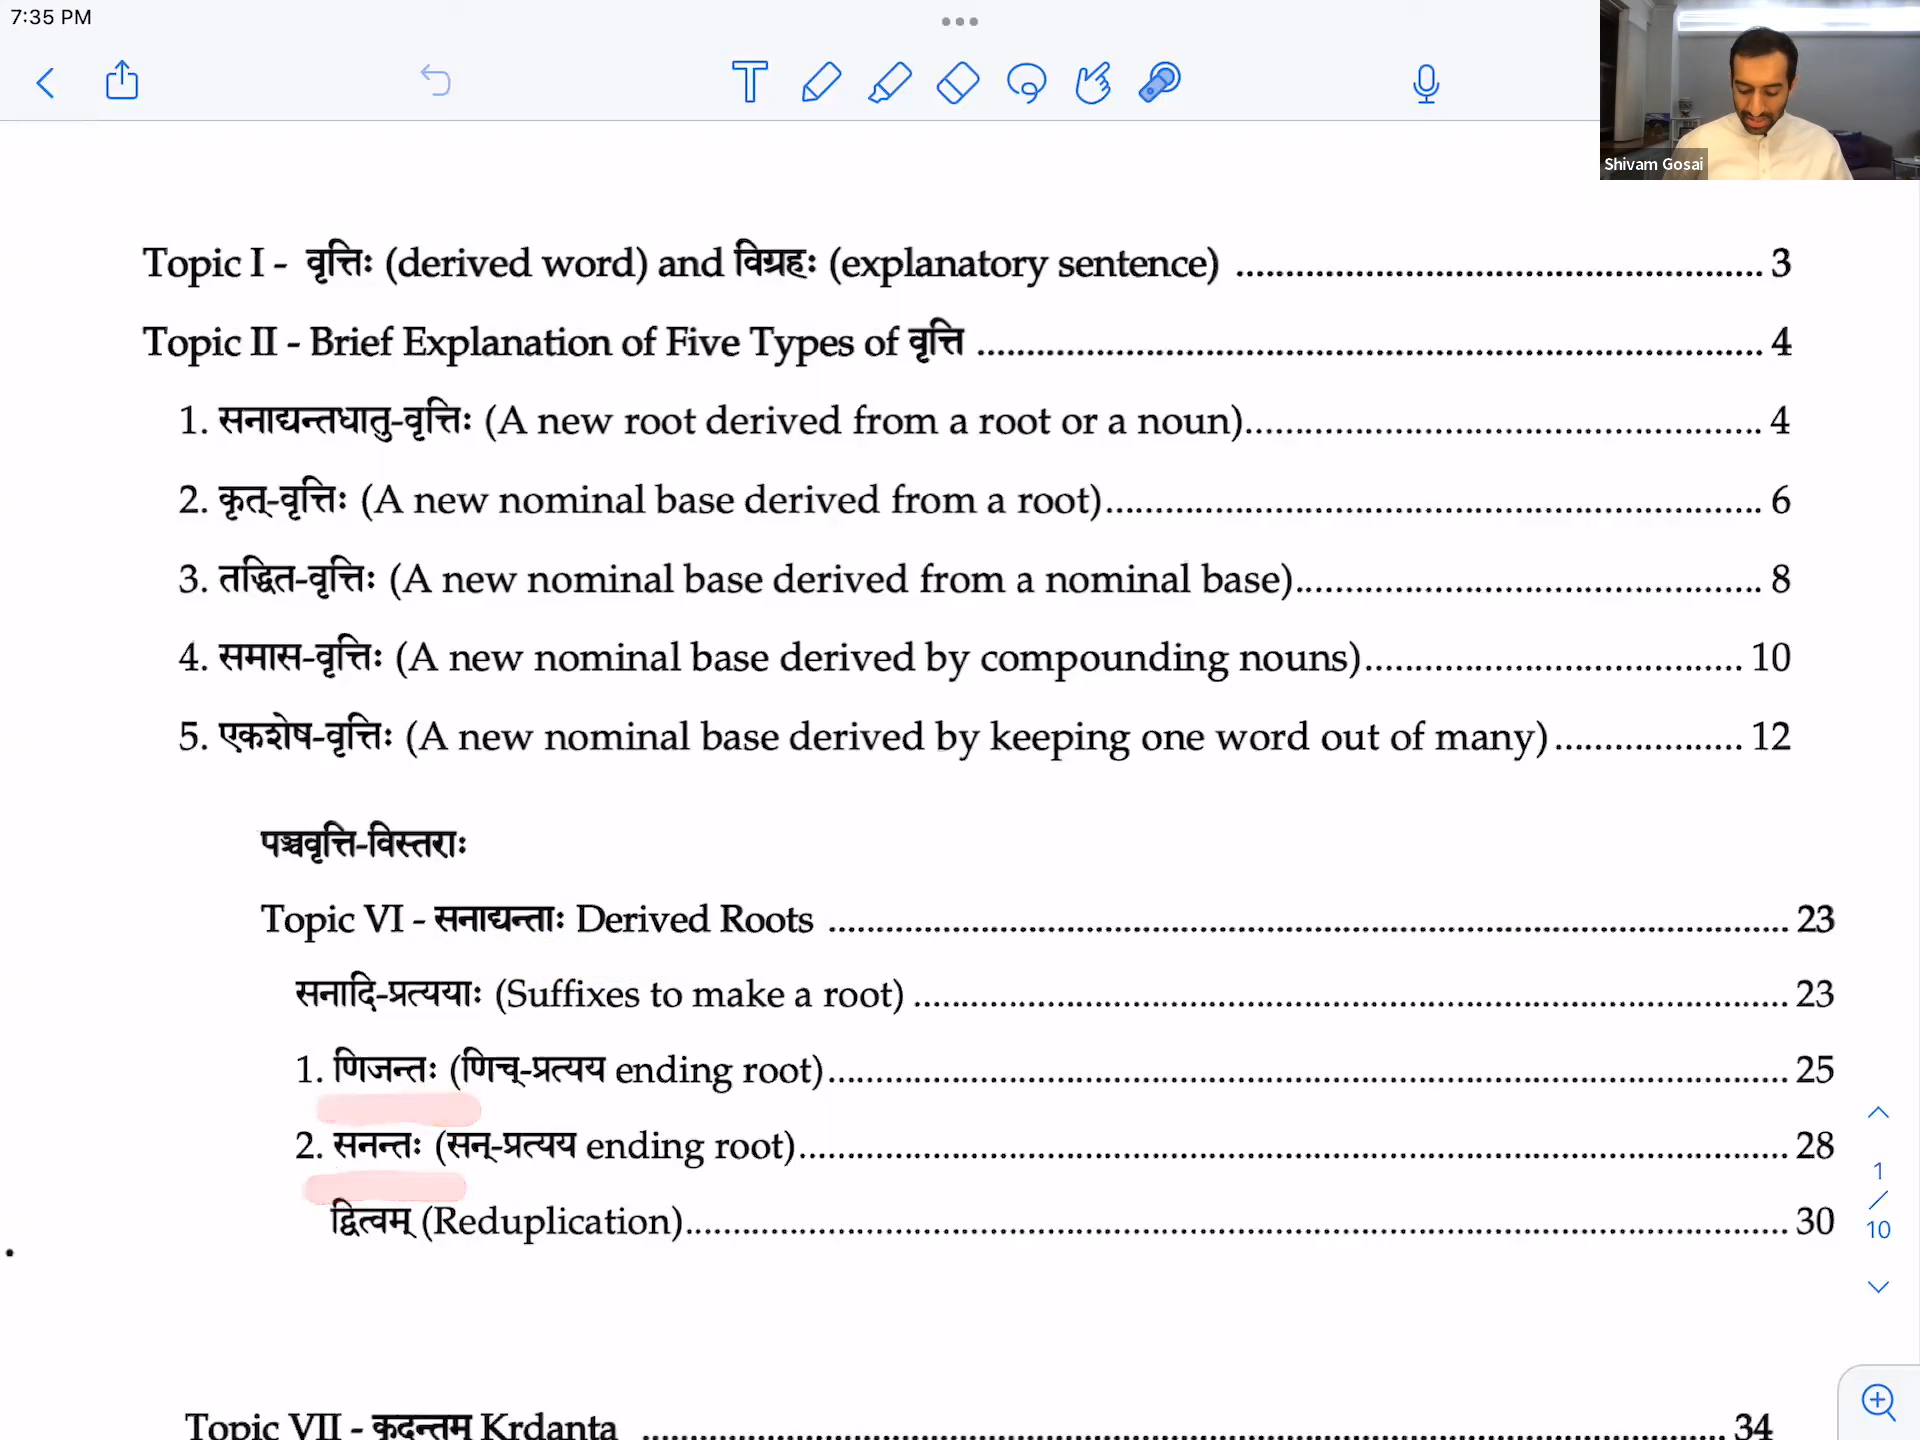 7:35 PM
Shivam Gosai
Topic I - वृत्तिः (derived word) and विग्रहः (explanatory sentence) ........ 3
Topic II - Brief Explanation of Five Types of वृत्ति ........ 4
1. सनाद्यन्तधातु-वृत्तिः (A new root derived from a root or a noun)........ 4
2. कृत्-वृत्तिः (A new nominal base derived from a root)........ 6
3. तद्धित-वृत्तिः (A new nominal base derived from a nominal base)........ 8
4. समास-वृत्तिः (A new nominal base derived by compounding nouns)........ 10
5. एकशेष-वृत्तिः (A new nominal base derived by keeping one word out of many)........ 12
पञ्चवृत्ति-विस्तराः
Topic VI - सनाद्यन्ताः Derived Roots ........ 23
सनादि-प्रत्ययाः (Suffixes to make a root) ........ 23
1. णिजन्तः (णिच्-प्रत्यय ending root)........ 25
2. सनन्तः (सन्-प्रत्यय ending root)........ 28
द्वित्वम् (Reduplication)........ 30
1
/
10
Topic VII - कृदन्तम् Krdanta ........ 34